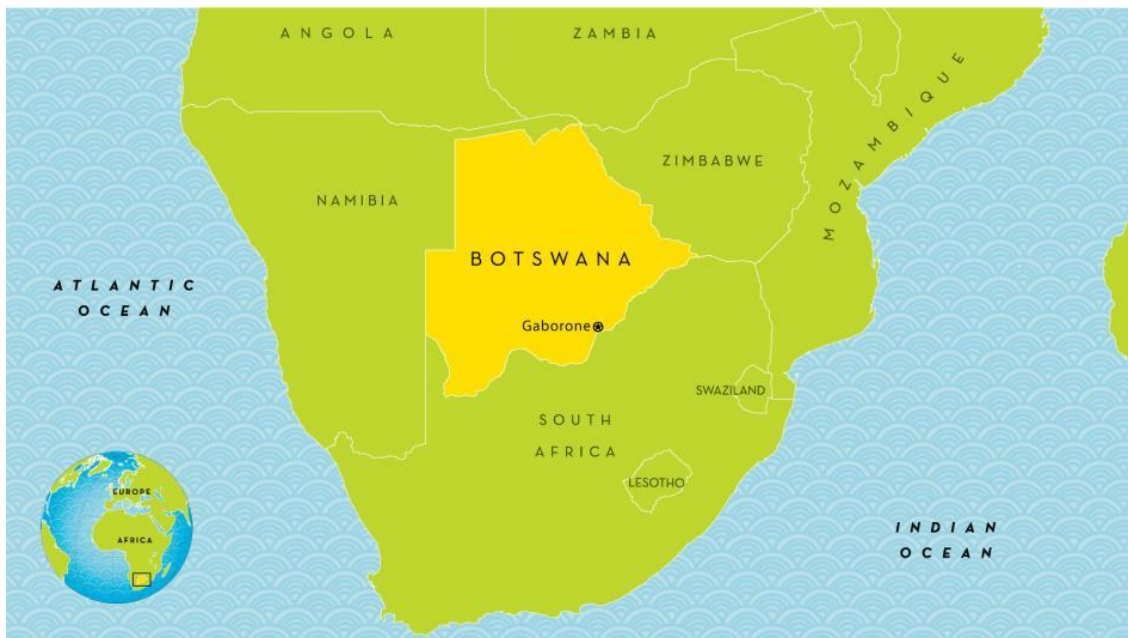 ANGOLA
ZAMBIA
MOZAMBIQUE
ZIMBABWE
NAMIBIA
BOTSWANA
ATLANTIC
OCEAN
Gaborone
SWAZILAND
SOUTH
AFRICA
LESOTHO
EUROPE
AFRICA
INDIAN
OCEAN